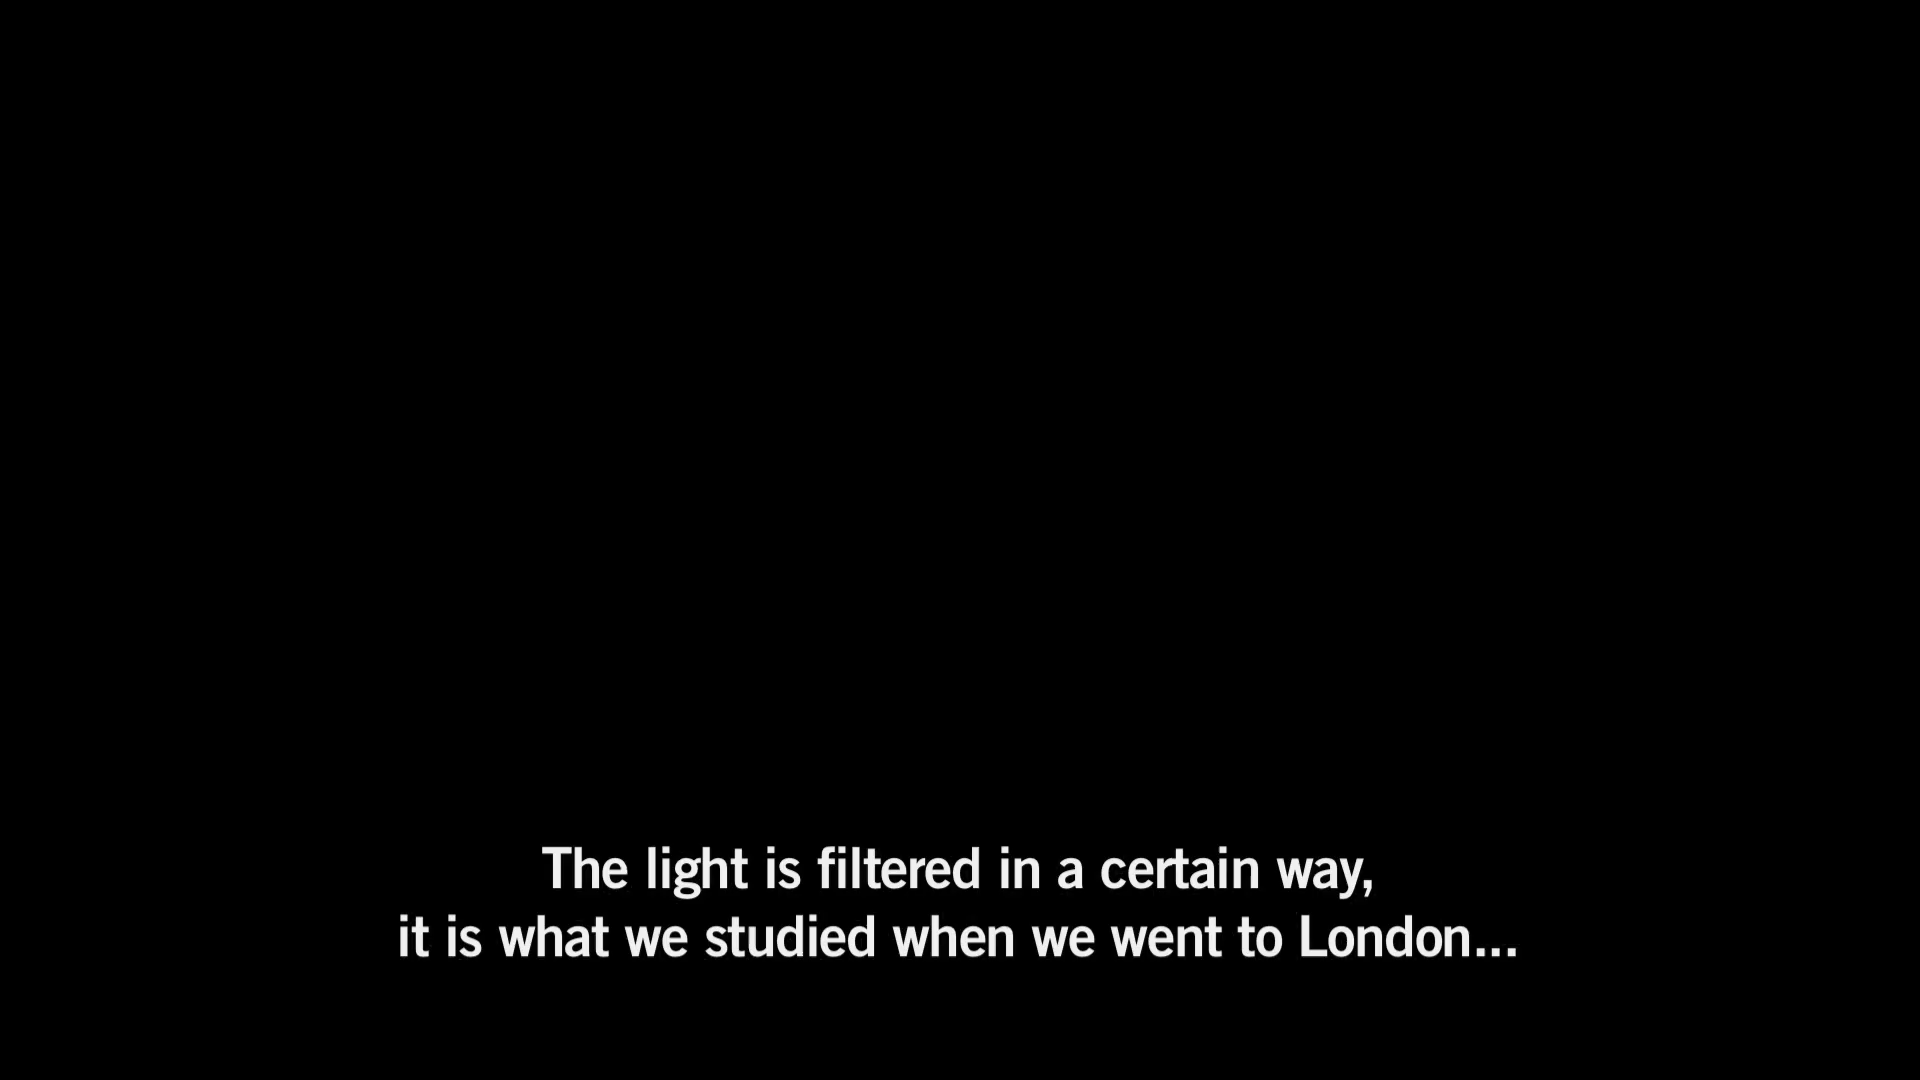 The light is filtered in a certain way,
it is what we studied when we went to London...